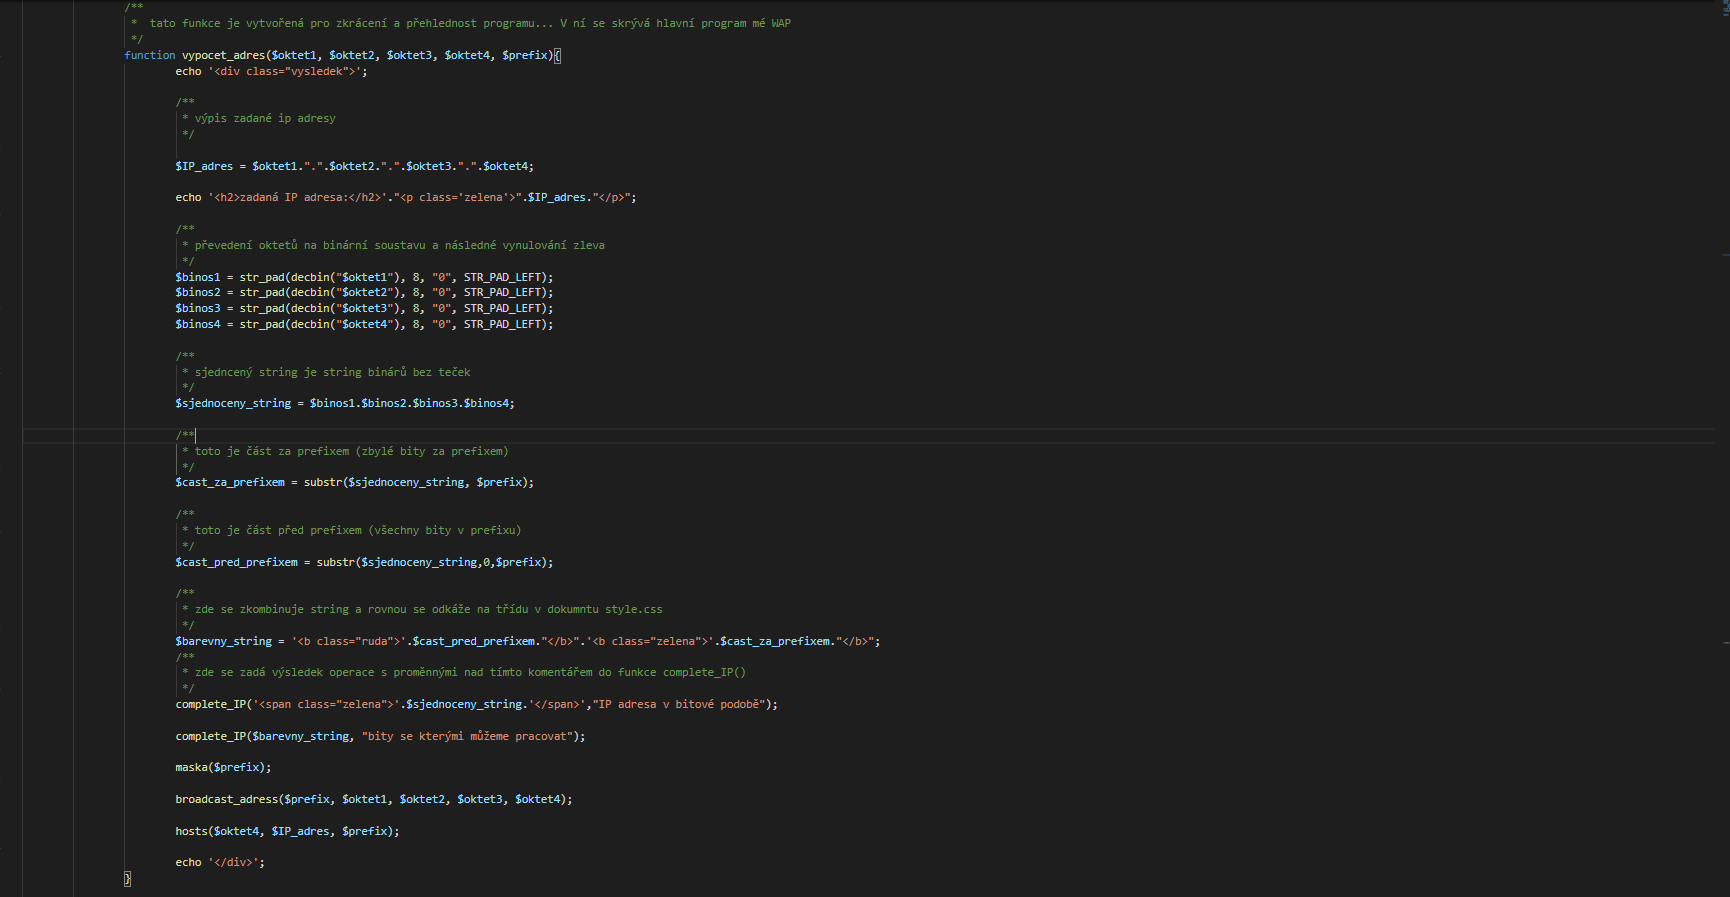 /**
 *  tato funkce je vytvořená pro zkrácení a přehlednost programu... V ní se skrývá hlavní program mé WAP
 */
function vypocet_adres($oktet1, $oktet2, $oktet3, $oktet4, $prefix){
echo '<div class="vysledek">';
/**
 * výpis zadané ip adresy
 */
$IP_adres = $oktet1.".".$oktet2.".".$oktet3.".".$oktet4;
echo '<h2>zadaná IP adresa:</h2>'."<p class='zelena'>".$IP_adres."</p>";
/**
 * převedení oktetů na binární soustavu a následné vynulování zleva
 */
$binos1 = str_pad(decbin("$oktet1"), 8, "0", STR_PAD_LEFT);
$binos2 = str_pad(decbin("$oktet2"), 8, "0", STR_PAD_LEFT);
$binos3 = str_pad(decbin("$oktet3"), 8, "0", STR_PAD_LEFT);
$binos4 = str_pad(decbin("$oktet4"), 8, "0", STR_PAD_LEFT);
/**
 * sjedncený string je string binárů bez teček
 */
$sjednoceny_string = $binos1.$binos2.$binos3.$binos4;
/**
 * toto je část za prefixem (zbylé bity za prefixem)
 */
$cast_za_prefixem = substr($sjednoceny_string, $prefix);
/**
 * toto je část před prefixem (všechny bity v prefixu)
 */
$cast_pred_prefixem = substr($sjednoceny_string,0,$prefix);
/**
 * zde se zkombinuje string a rovnou se odkáže na třídu v dokumntu style.css
 */
$barevny_string = '<b class="ruda">'.$cast_pred_prefixem."</b>".'<b class="zelena">'.$cast_za_prefixem."</b>";
/**
 * zde se zadá výsledek operace s proměnnými nad tímto komentářem do funkce complete_IP()
 */
complete_IP('<span class="zelena">'.$sjednoceny_string.'</span>',"IP adresa v bitové podobě");
complete_IP($barevny_string, "bity se kterými můžeme pracovat");
maska($prefix);
broadcast_adress($prefix, $oktet1, $oktet2, $oktet3, $oktet4);
hosts($oktet4, $IP_adres, $prefix);
echo '</div>';
}